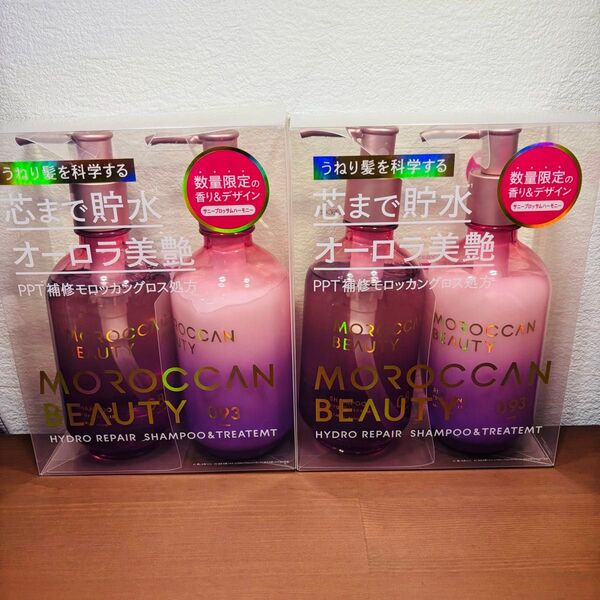 うねり髪を科学する
芯まで貯水
オーロラ美艶
PPT補修モロッカングロス処方
数量限定の
香り&デザイン
サニーブロッサムハーモニー
MOROCCAN
BEAUTY
MOROCCAN
BEAUTY
MOROCCAN
BEAUTY
093
HYDRO REPAIR SHAMPOO&TREATEMT
うねり髪を科学する
芯まで貯水
オーロラ美艶
PPT補修モロッカングロス処方
数量限定の
香り&デザイン
サニーブロッサムハーモニー
MOROCCAN
BEAUTY
MOROCCAN
BEAUTY
MOROCCAN
BEAUTY
093
HYDRO REPAIR SHAMPOO&TREATEMT